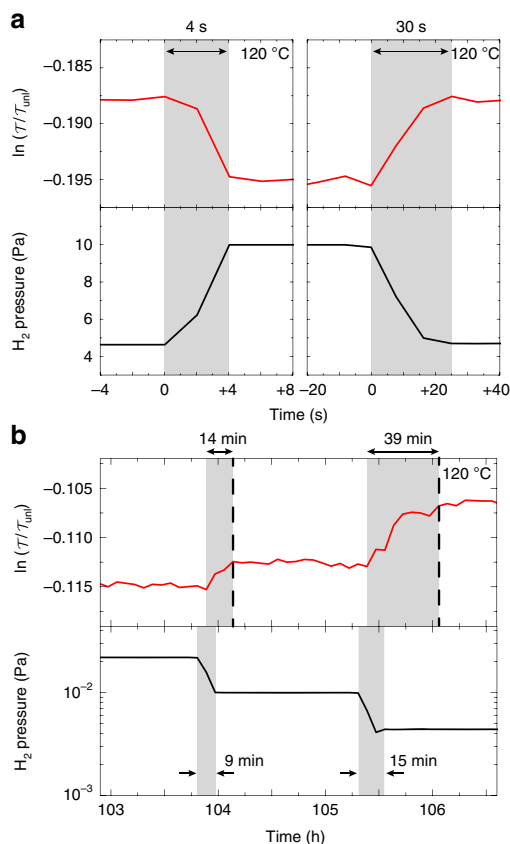 a
4 s
30 s
120 °C
120 °C
ln (𝒯/𝒯unl)
−0.185
−0.190
−0.195
H2 pressure (Pa)
10
8
6
4
−4 0 +4 +8
−20 0 +20 +40
Time (s)
b
14 min
39 min
120 °C
ln (𝒯/𝒯unl)
−0.105
−0.110
−0.115
H2 pressure (Pa)
10−2
10−3
9 min
15 min
103 104 105 106
Time (h)